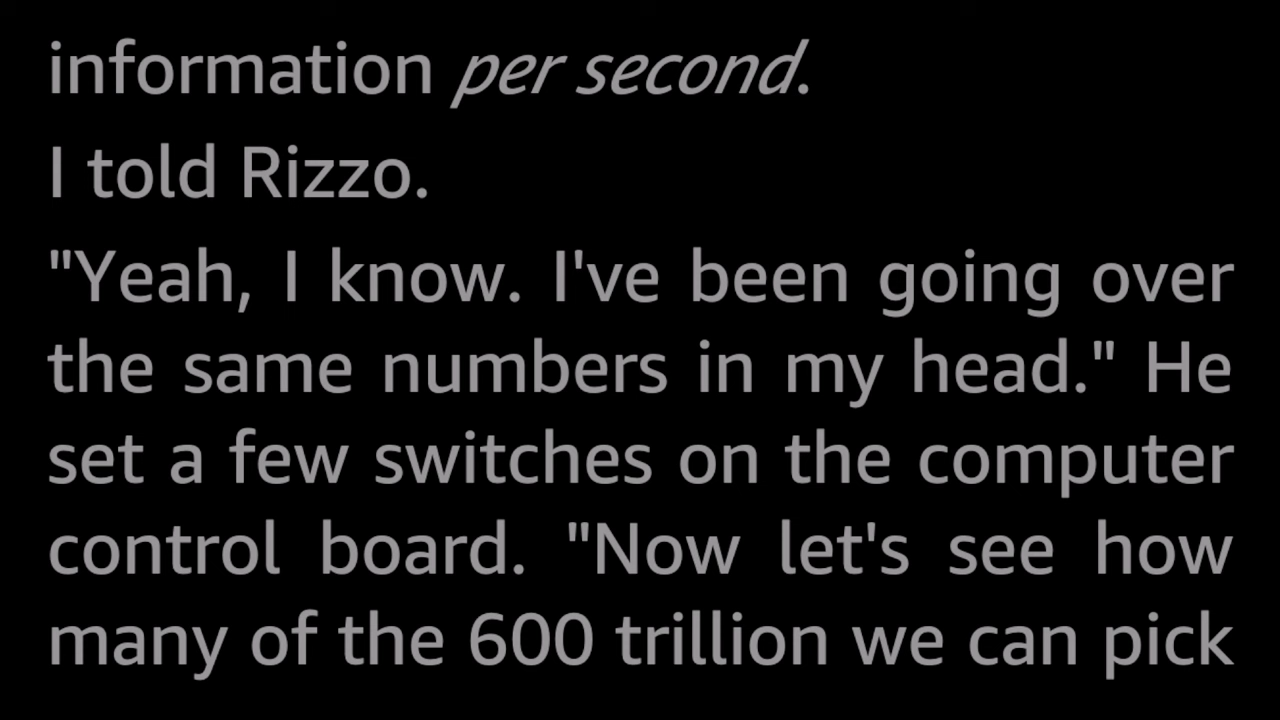 information per second.
I told Rizzo.
"Yeah, I know. I've been going over
the same numbers in my head." He
set a few switches on the computer
control board. "Now let's see how
many of the 600 trillion we can pick